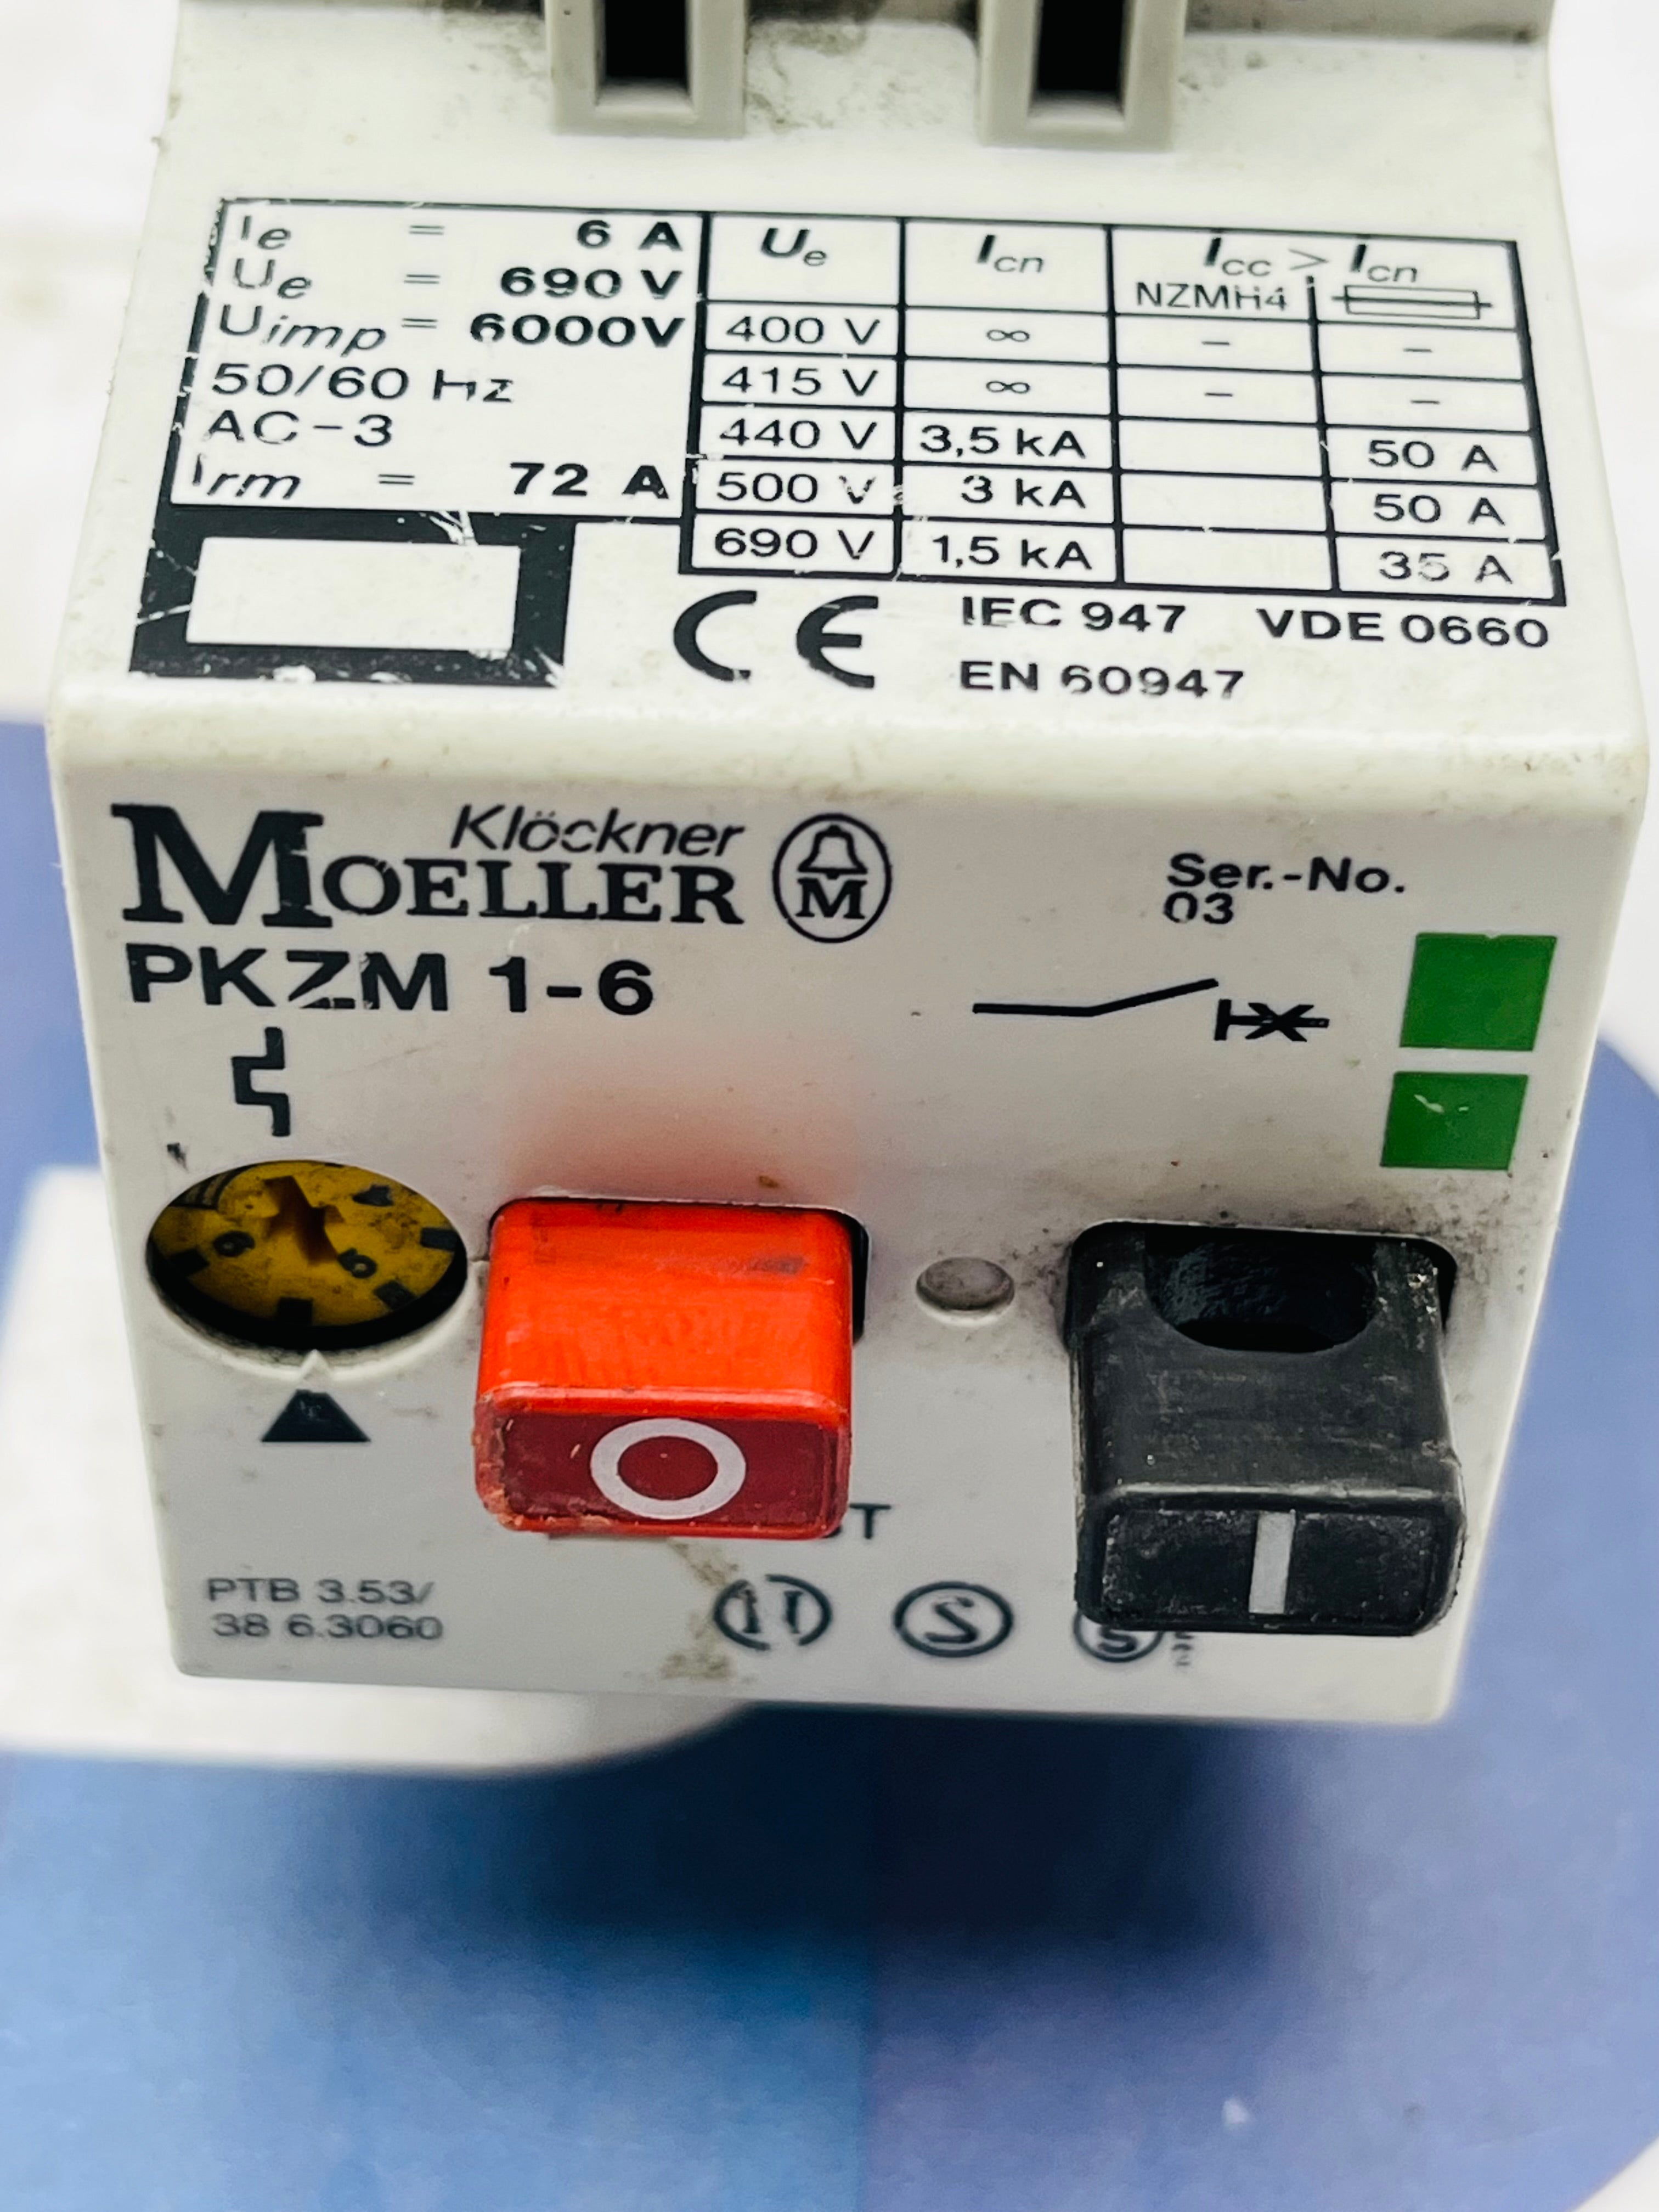 Ie = 6 A
Ue = 690 V
Uimp = 6000V
50/60 Hz
AC-3
Irm = 72 A
Ue Icn Icc > Icn
NZMH4
400 V ∞ - -
415 V ∞ - -
440 V 3,5 kA 50 A
500 V 3 kA 50 A
690 V 1,5 kA 35 A
CE IEC 947 VDE 0660
EN 60947
Klöckner
MOELLER M
Ser.-No.
03
PKZM 1-6
6 5
O
I
PTB 3.53/
38 6.3060
S S